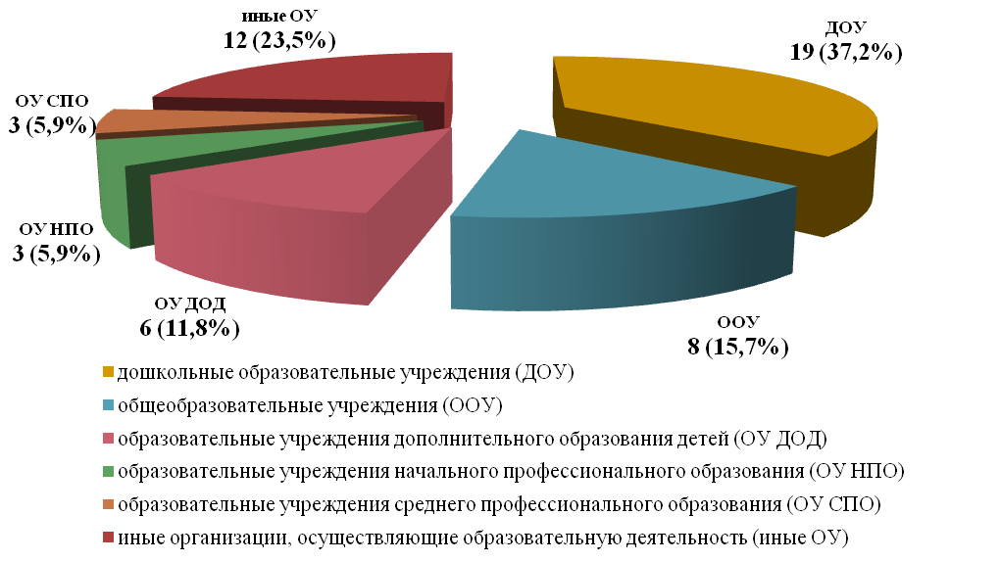 иные ОУ
12 (23,5%)
ДОУ
19 (37,2%)
ОУ СПО
3 (5,9%)
ОУ НПО
3 (5,9%)
ОУ ДОД
6 (11,8%)
ООУ
8 (15,7%)
дошкольные образовательные учреждения (ДОУ)
общеобразовательные учреждения (ООУ)
образовательные учреждения дополнительного образования детей (ОУ ДОД)
образовательные учреждения начального профессионального образования (ОУ НПО)
образовательные учреждения среднего профессионального образования (ОУ СПО)
иные организации, осуществляющие образовательную деятельность (иные ОУ)